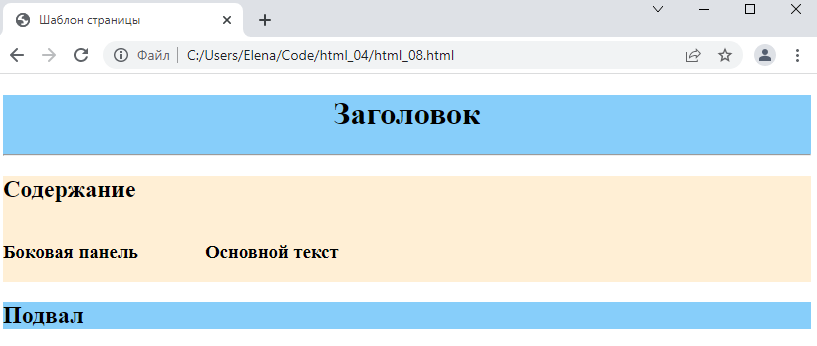 Шаблон страницы
Файл C:/Users/Elena/Code/html_04/html_08.html
Заголовок
Содержание
Боковая панель Основной текст
Подвал